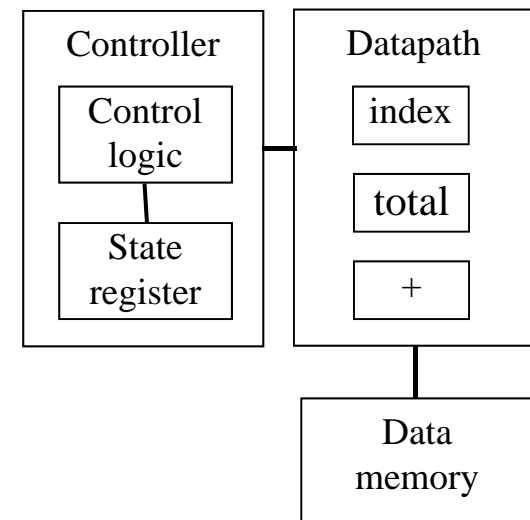 Controller
Control
logic
State
register
Datapath
index
total
+
Data
memory